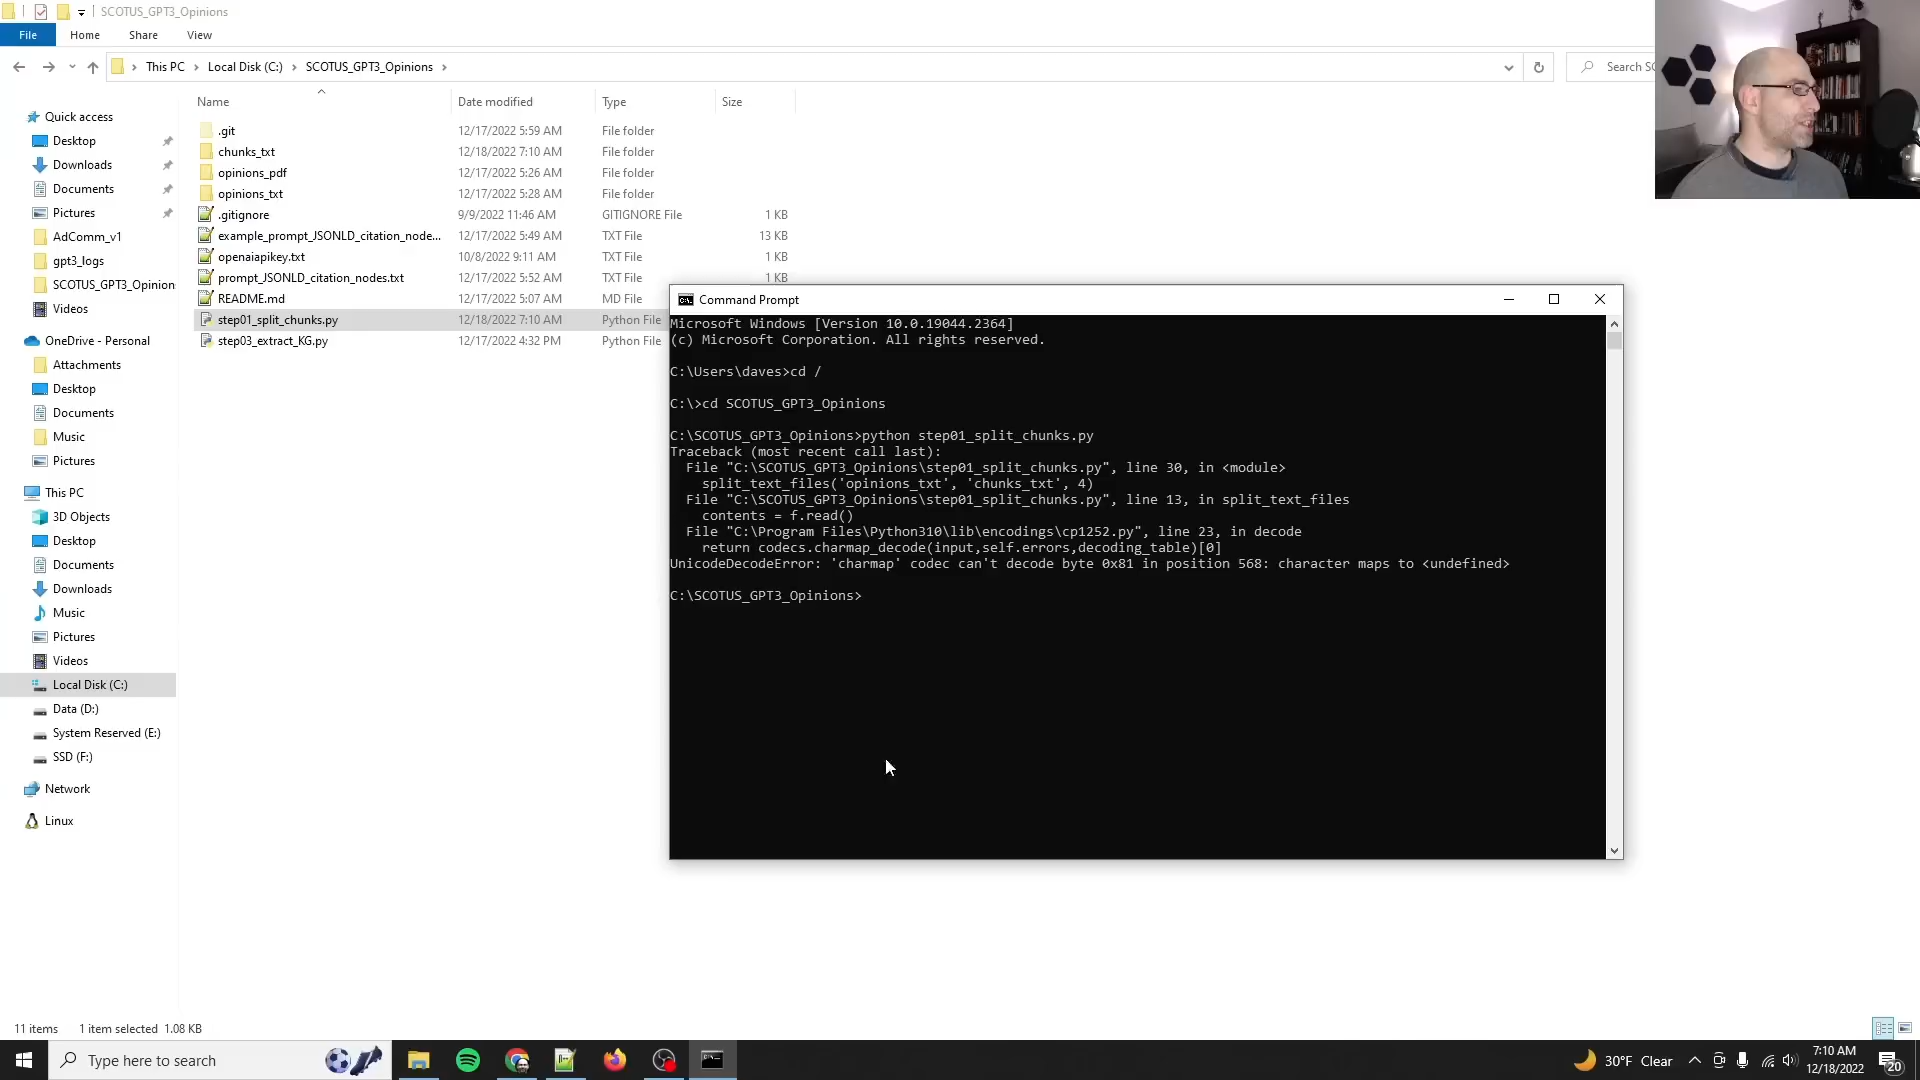 SCOTUS_GPT3_Opinions
File Home Share View
This PC Local Disk (C:) SCOTUS_GPT3_Opinions
Name Date modified Type Size
Quick access
Desktop
Downloads
Documents
Pictures
AdComm_v1
gpt3_logs
SCOTUS_GPT3_Opinion
Videos
OneDrive - Personal
Attachments
Desktop
Documents
Music
Pictures
This PC
3D Objects
Desktop
Documents
Downloads
Music
Pictures
Videos
Local Disk (C:)
Data (D:)
System Reserved (E:)
SSD (F:)
Network
Linux
.git 12/17/2022 5:59 AM File folder
chunks_txt 12/18/2022 7:10 AM File folder
opinions_pdf 12/17/2022 5:26 AM File folder
opinions_txt 12/17/2022 5:28 AM File folder
.gitignore 9/9/2022 11:46 AM GITIGNORE File 1 KB
example_prompt_JSONLD_citation_node... 12/17/2022 5:49 AM TXT File 13 KB
openaiapikey.txt 10/8/2022 9:11 AM TXT File 1 KB
prompt_JSONLD_citation_nodes.txt 12/17/2022 5:52 AM TXT File 1 KB
README.md 12/17/2022 5:07 AM MD File
step01_split_chunks.py 12/18/2022 7:10 AM Python File
step03_extract_KG.py 12/17/2022 4:32 PM Python File
Command Prompt
Microsoft Windows [Version 10.0.19044.2364]
(c) Microsoft Corporation. All rights reserved.
C:\Users\daves>cd /
C:\>cd SCOTUS_GPT3_Opinions
C:\SCOTUS_GPT3_Opinions>python step01_split_chunks.py
Traceback (most recent call last):
File "C:\SCOTUS_GPT3_Opinions\step01_split_chunks.py", line 30, in <module>
split_text_files('opinions_txt', 'chunks_txt', 4)
File "C:\SCOTUS_GPT3_Opinions\step01_split_chunks.py", line 13, in split_text_files
contents = f.read()
File "C:\Program Files\Python310\lib\encodings\cp1252.py", line 23, in decode
return codecs.charmap_decode(input,self.errors,decoding_table)[0]
UnicodeDecodeError: 'charmap' codec can't decode byte 0x81 in position 568: character maps to <undefined>
C:\SCOTUS_GPT3_Opinions>
11 items 1 item selected 1.08 KB
Type here to search
30°F Clear
7:10 AM
12/18/2022
20